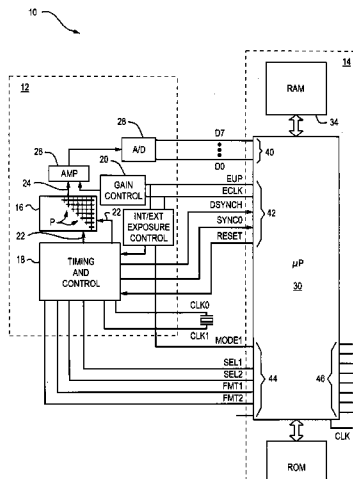 10
12
14
RAM
34
28
A/D
D7
D0
40
26
AMP
20
24
GAIN CONTROL
EUP
ECLK
DSYNCH
SYNC0
RESET
42
16
P
22
22
INT/EXT EXPOSURE CONTROL
18
TIMING AND CONTROL
µP
30
CLK0
CLK1
MODE1
SEL1
SEL2
FMT1
FMT2
44
46
CLK
ROM